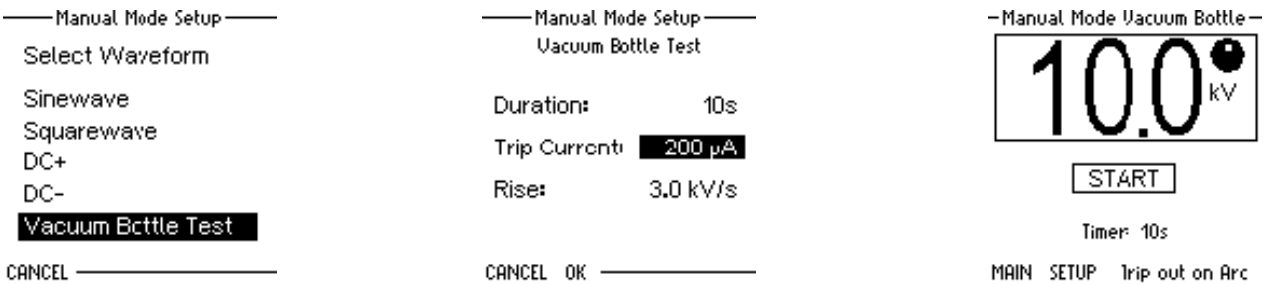 Manual Mode Setup
Select Waveform
Sinewave
Squarewave
DC+
DC-
Vacuum Bottle Test
CANCEL
Manual Mode Setup
Vacuum Bottle Test
Duration: 10s
Trip Current: 200 µA
Rise: 3.0 kV/s
CANCEL OK
Manual Mode Vacuum Bottle
10.0 kV
START
Timer: 10s
MAIN SETUP Trip out on Arc